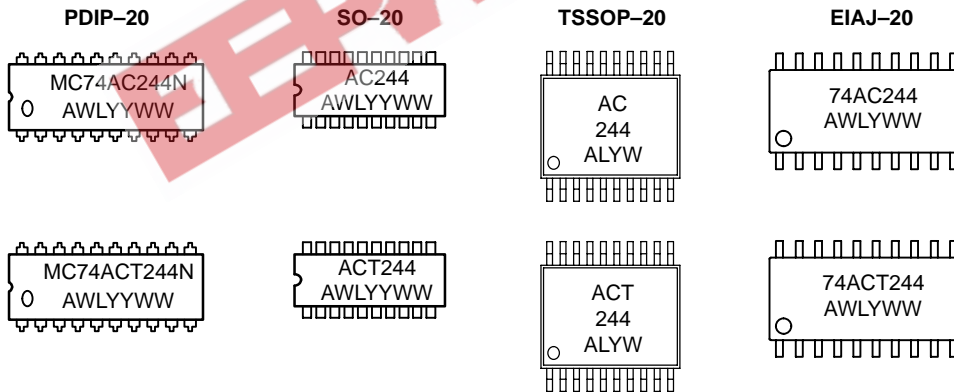 PDIP–20 SO–20 TSSOP–20 EIAJ–20
MC74AC244N
AWLYYWW
AC244
AWLYYWW
AC
244
ALYW
74AC244
AWLYWW
MC74ACT244N
AWLYYWW
ACT244
AWLYYWW
ACT
244
ALYW
74ACT244
AWLYWW